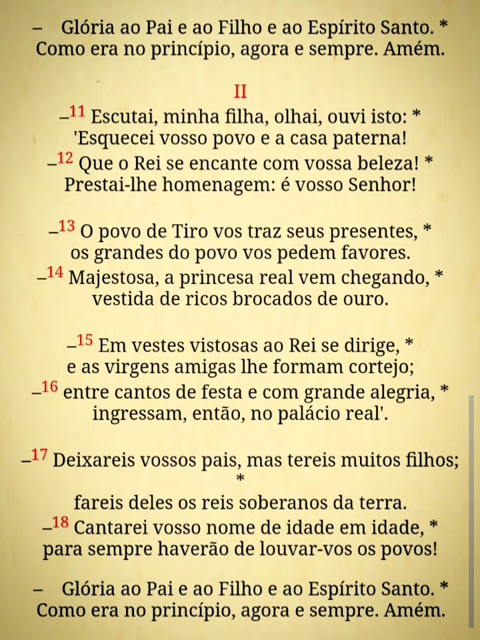 – Glória ao Pai e ao Filho e ao Espírito Santo. *
Como era no princípio, agora e sempre. Amém.
II
–11 Escutai, minha filha, olhai, ouvi isto: *
'Esquecei vosso povo e a casa paterna!
–12 Que o Rei se encante com vossa beleza! *
Prestai-lhe homenagem: é vosso Senhor!
–13 O povo de Tiro vos traz seus presentes, *
os grandes do povo vos pedem favores.
–14 Majestosa, a princesa real vem chegando, *
vestida de ricos brocados de ouro.
–15 Em vestes vistosas ao Rei se dirige, *
e as virgens amigas lhe formam cortejo;
–16 entre cantos de festa e com grande alegria, *
ingressam, então, no palácio real'.
–17 Deixareis vossos pais, mas tereis muitos filhos;
*
fareis deles os reis soberanos da terra.
–18 Cantarei vosso nome de idade em idade, *
para sempre haverão de louvar-vos os povos!
– Glória ao Pai e ao Filho e ao Espírito Santo. *
Como era no princípio, agora e sempre. Amém.